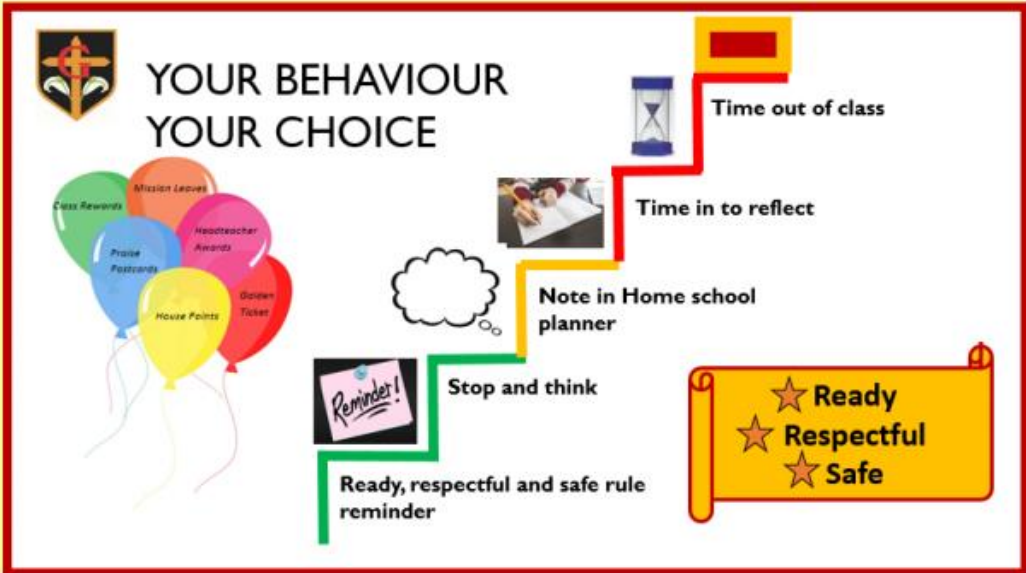 G
YOUR BEHAVIOUR
YOUR CHOICE
Mission Leaves
Class Rewards
Headteacher
Awards
Praise
Postcards
Golden
Ticket
House Points
Time out of class
Time in to reflect
Note in Home school
planner
Reminder!
Stop and think
Ready, respectful and safe rule
reminder
Ready
Respectful
Safe